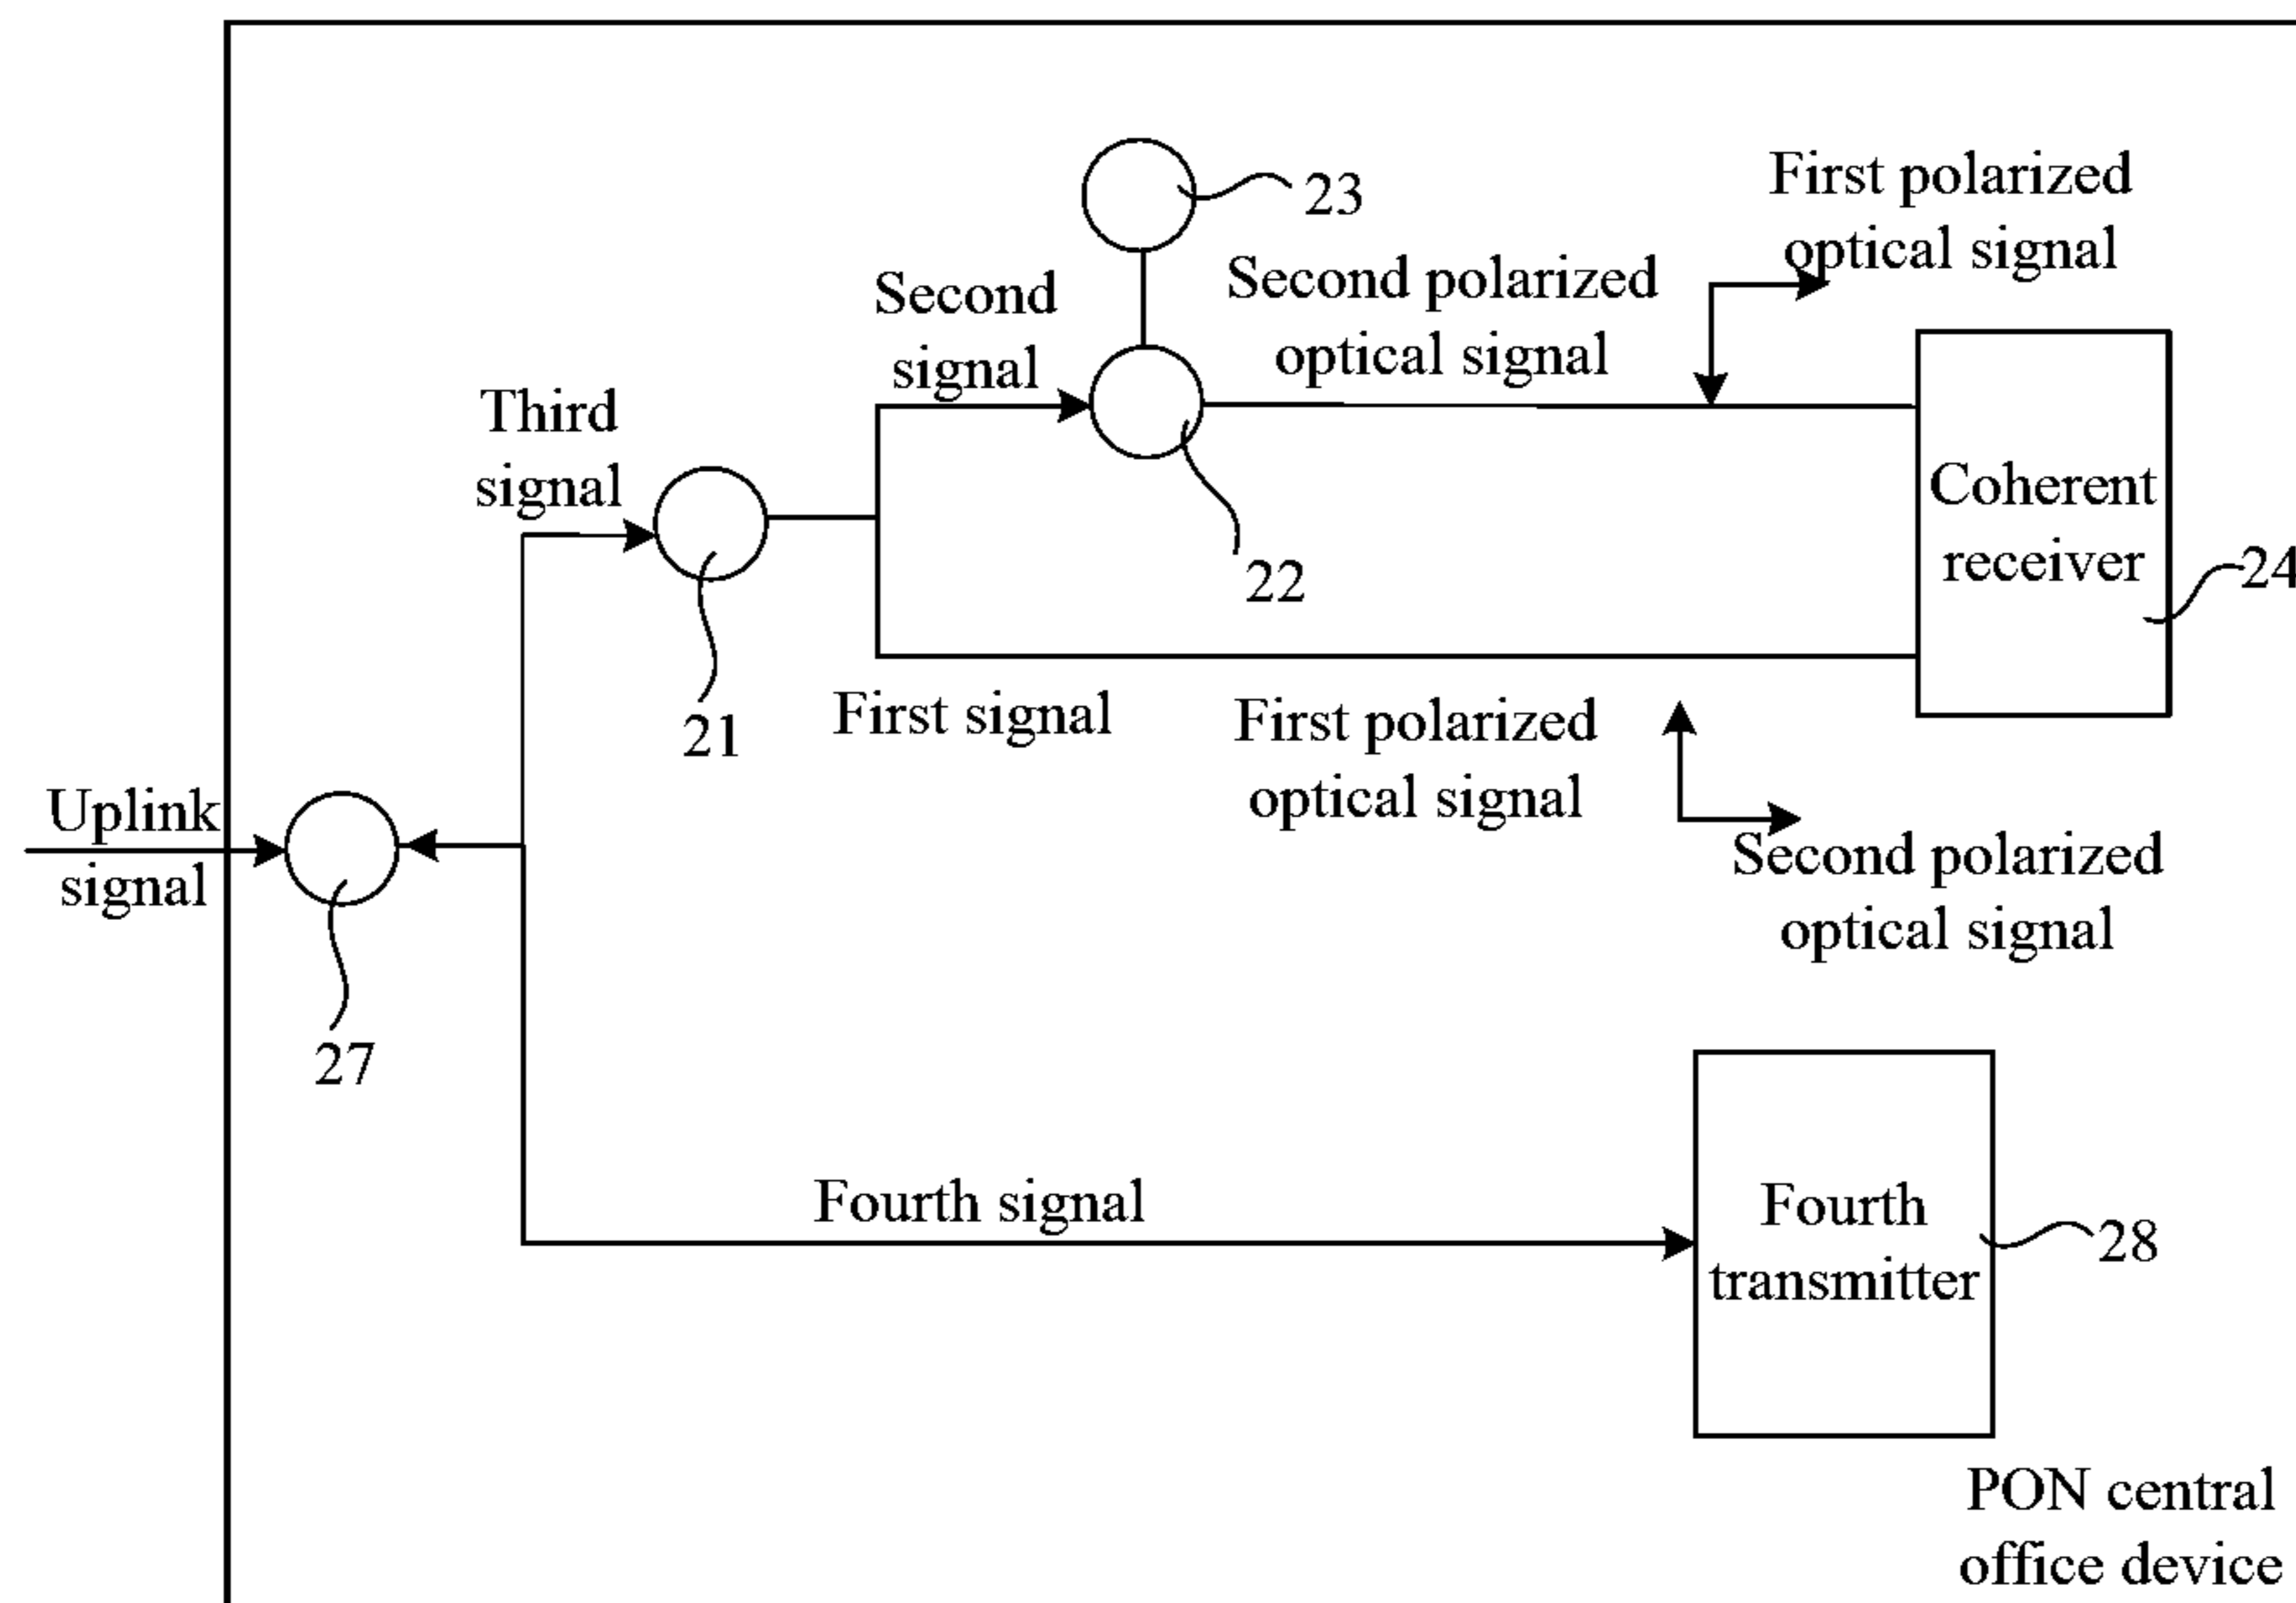 First polarized
optical signal
23
Second
signal
Second polarized
optical signal
Third
signal
Coherent
receiver
24
22
21
First signal
First polarized
optical signal
Uplink
signal
Second polarized
optical signal
27
Fourth signal
Fourth
transmitter
28
PON central
office device